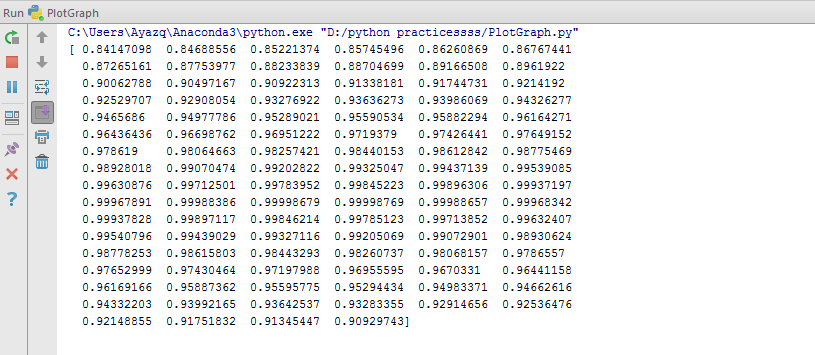 Run PlotGraph
C:\Users\Ayazq\Anaconda3\python.exe "D:/python practicessss/PlotGraph.py"
[ 0.84147098 0.84688556 0.85221374 0.85745496 0.86260869 0.86767441
0.87265161 0.87753977 0.88233839 0.88704699 0.89166508 0.8961922
0.90062788 0.90497167 0.90922313 0.91338181 0.91744731 0.9214192
0.92529707 0.92908054 0.93276922 0.93636273 0.93986069 0.94326277
0.9465686 0.94977786 0.95289021 0.95590534 0.95882294 0.96164271
0.96436436 0.96698762 0.96951222 0.9719379 0.97426441 0.97649152
0.978619 0.98064663 0.98257421 0.98440153 0.98612842 0.98775469
0.98928018 0.99070474 0.99202822 0.99325047 0.99437139 0.99539085
0.99630876 0.99712501 0.99783952 0.99845223 0.99896306 0.99937197
0.99967891 0.99988386 0.99998679 0.99998769 0.99988657 0.99968342
0.99937828 0.99897117 0.99846214 0.99785123 0.99713852 0.99632407
0.99540796 0.99439029 0.99327116 0.99205069 0.99072901 0.98930624
0.98778253 0.98615803 0.98443293 0.98260737 0.98068157 0.9786557
0.97652999 0.97430464 0.97197988 0.96955595 0.9670331 0.96441158
0.96169166 0.95887362 0.95595775 0.95294434 0.94983371 0.94662616
0.94332203 0.93992165 0.93642537 0.93283355 0.92914656 0.92536476
0.92148855 0.91751832 0.91345447 0.90929743]